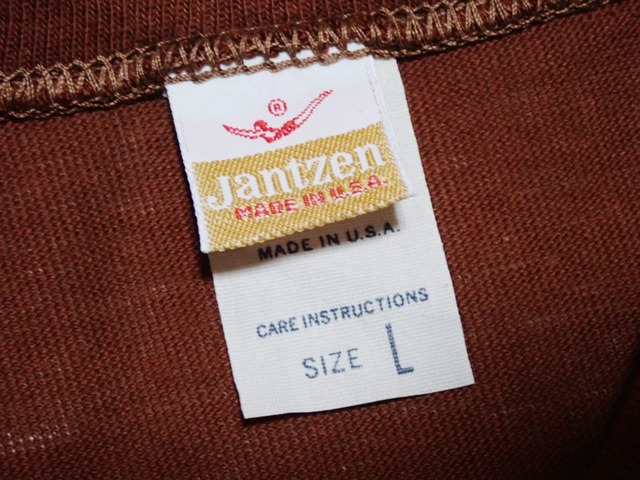 ®
Jantzen
MADE IN U.S.A.
MADE IN U.S.A.
CARE INSTRUCTIONS
SIZE L